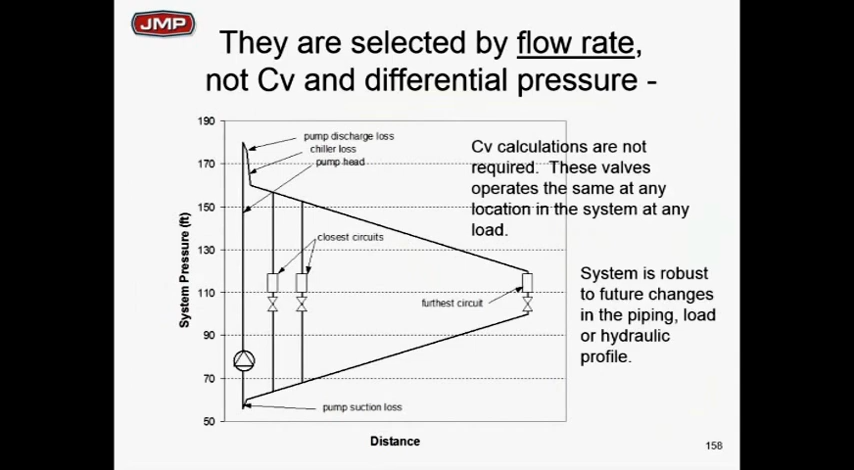 JMP
They are selected by flow rate,
not Cv and differential pressure -
190
170
150
130
110
90
70
50
System Pressure (ft)
Distance
pump discharge loss
chiller loss
pump head
closest circuits
furthest circuit
pump suction loss
Cv calculations are not
required. These valves
operates the same at any
location in the system at any
load.
System is robust
to future changes
in the piping, load
or hydraulic
profile.
158